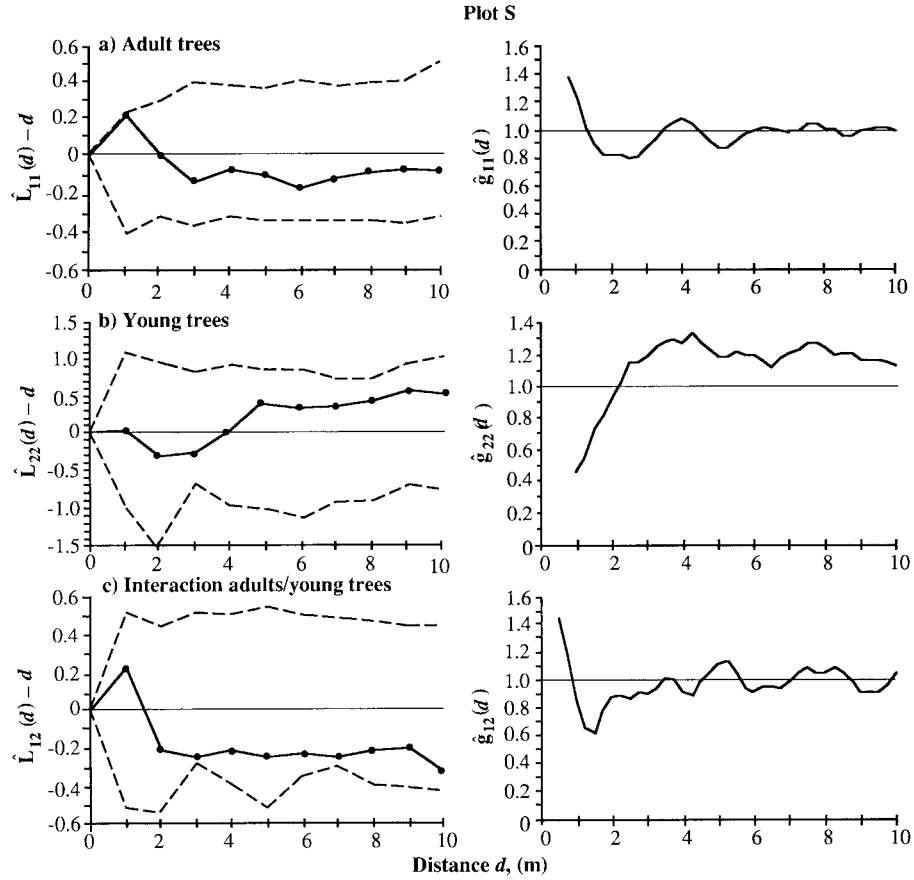 Plot S
a) Adult trees
L̂11(d) – d
0.6
0.4
0.2
0
-0.2
-0.4
0.6
0 2 4 6 8 10
ĝ11(d)
1.6
1.4
1.2
1.0
0.8
0.6
0.4
0.2
0
0 2 4 6 8 10
b) Young trees
L̂22(d) – d
1.5
1.0
0.5
0
-0.5
-1.0
-1.5
0 2 4 6 8 10
ĝ22(d)
1.4
1.2
1.0
0.8
0.6
0.4
0.2
0
0 2 4 6 8 10
c) Interaction adults/young trees
L̂12(d) – d
0.6
0.4
0.2
0
-0.2
-0.4
-0.6
0 2 4 6 8 10
ĝ12(d)
1.6
1.4
1.2
1.0
0.8
0.6
0.4
0.2
0
0 2 4 6 8 10
Distance d, (m)